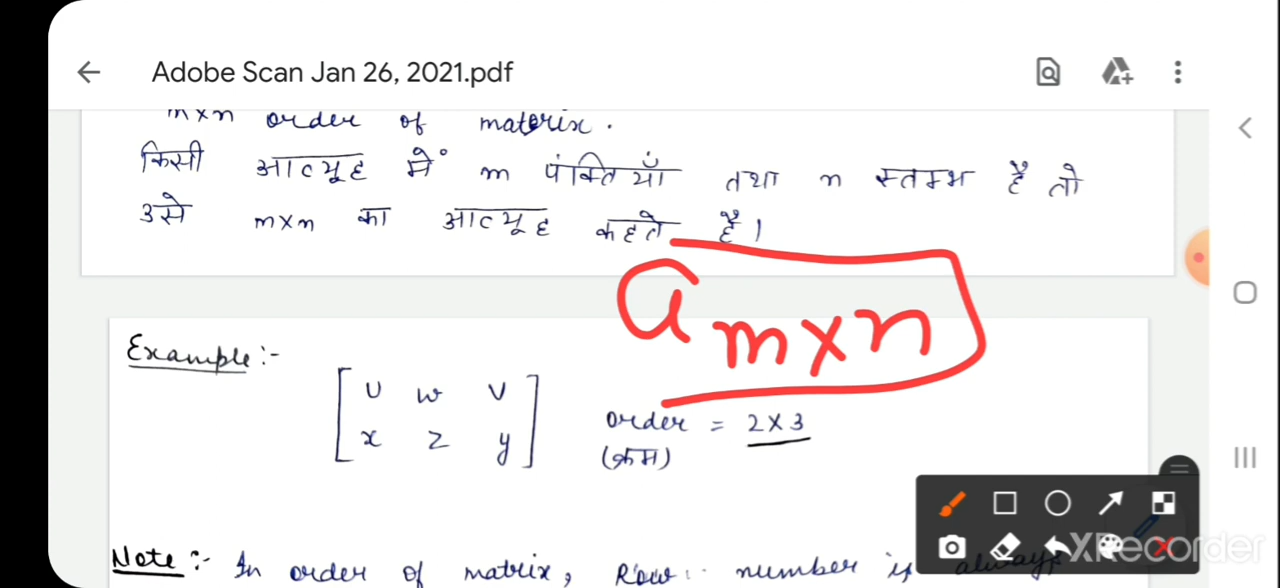 Adobe Scan Jan 26, 2021.pdf
m×n order of matrix.
किसी आव्यूह में m पंक्तियाँ तथा n स्तम्भ है तो
उसे m×n का आव्यूह कहते है।
a m×n
Example :-
U w V
x z y
order = 2×3
(क्रम)
XRecorder
Note :- In order of matrix, Row number is always